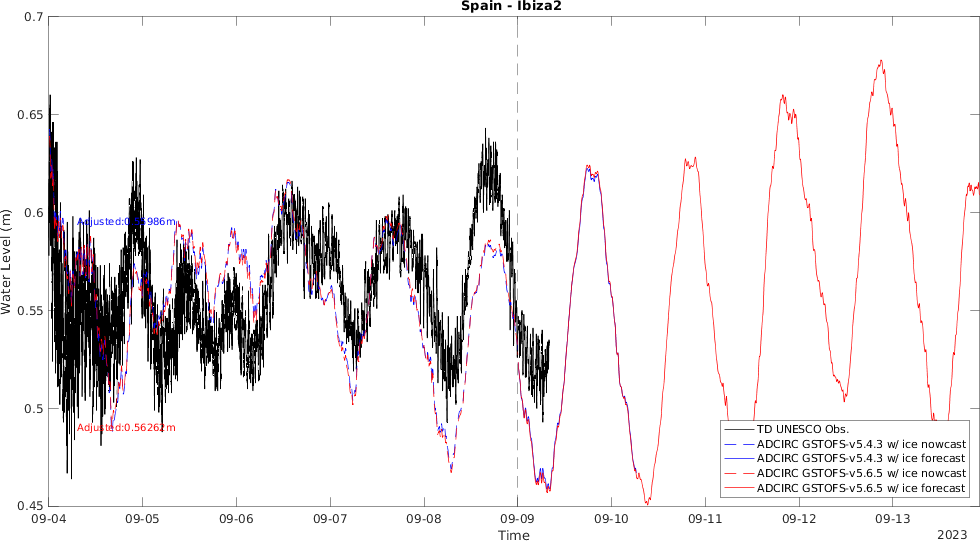 Spain - Ibiza2
0.7
0.65
0.6
0.55
0.5
0.45
Water Level (m)
Adjusted:0.55986m
Adjusted:0.56262m
TD UNESCO Obs.
ADCIRC GSTOFS-v5.4.3 w/ ice nowcast
ADCIRC GSTOFS-v5.4.3 w/ ice forecast
ADCIRC GSTOFS-v5.6.5 w/ ice nowcast
ADCIRC GSTOFS-v5.6.5 w/ ice forecast
09-04 09-05 09-06 09-07 09-08 09-09 09-10 09-11 09-12 09-13
Time
2023